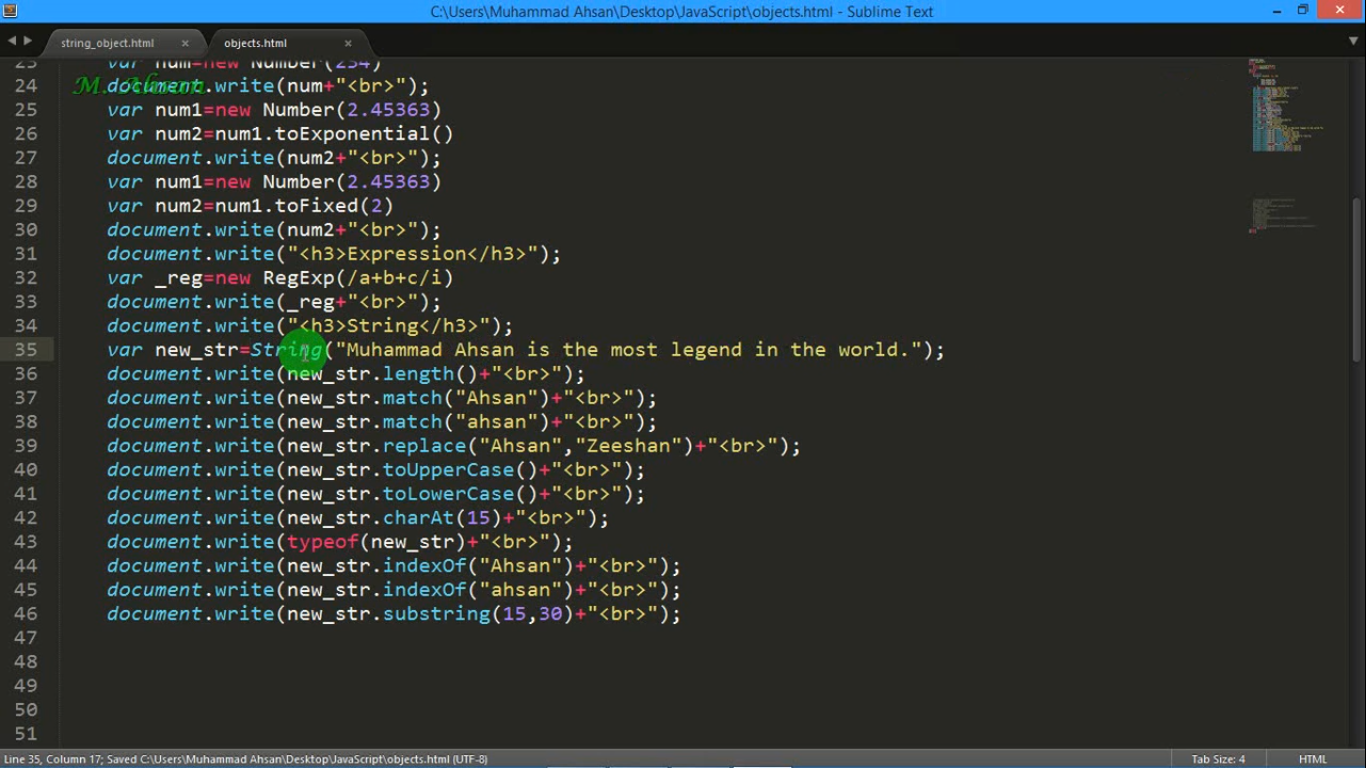 C:\Users\Muhammad Ahsan\Desktop\JavaScript\objects.html - Sublime Text
string_object.html × objects.html ×
23 var num=new Number(234)
M. Ahsan
24 document.write(num+"<br>");
25 var num1=new Number(2.45363)
26 var num2=num1.toExponential()
27 document.write(num2+"<br>");
28 var num1=new Number(2.45363)
29 var num2=num1.toFixed(2)
30 document.write(num2+"<br>");
31 document.write("<h3>Expression</h3>");
32 var _reg=new RegExp(/a+b+c/i)
33 document.write(_reg+"<br>");
34 document.write("<h3>String</h3>");
35 var new_str=String("Muhammad Ahsan is the most legend in the world.");
36 document.write(new_str.length()+"<br>");
37 document.write(new_str.match("Ahsan")+"<br>");
38 document.write(new_str.match("ahsan")+"<br>");
39 document.write(new_str.replace("Ahsan","Zeeshan")+"<br>");
40 document.write(new_str.toUpperCase()+"<br>");
41 document.write(new_str.toLowerCase()+"<br>");
42 document.write(new_str.charAt(15)+"<br>");
43 document.write(typeof(new_str)+"<br>");
44 document.write(new_str.indexOf("Ahsan")+"<br>");
45 document.write(new_str.indexOf("ahsan")+"<br>");
46 document.write(new_str.substring(15,30)+"<br>");
47
48
49
50
51
Line 35, Column 17; Saved C:\Users\Muhammad Ahsan\Desktop\JavaScript\objects.html (UTF-8) Tab Size: 4 HTML